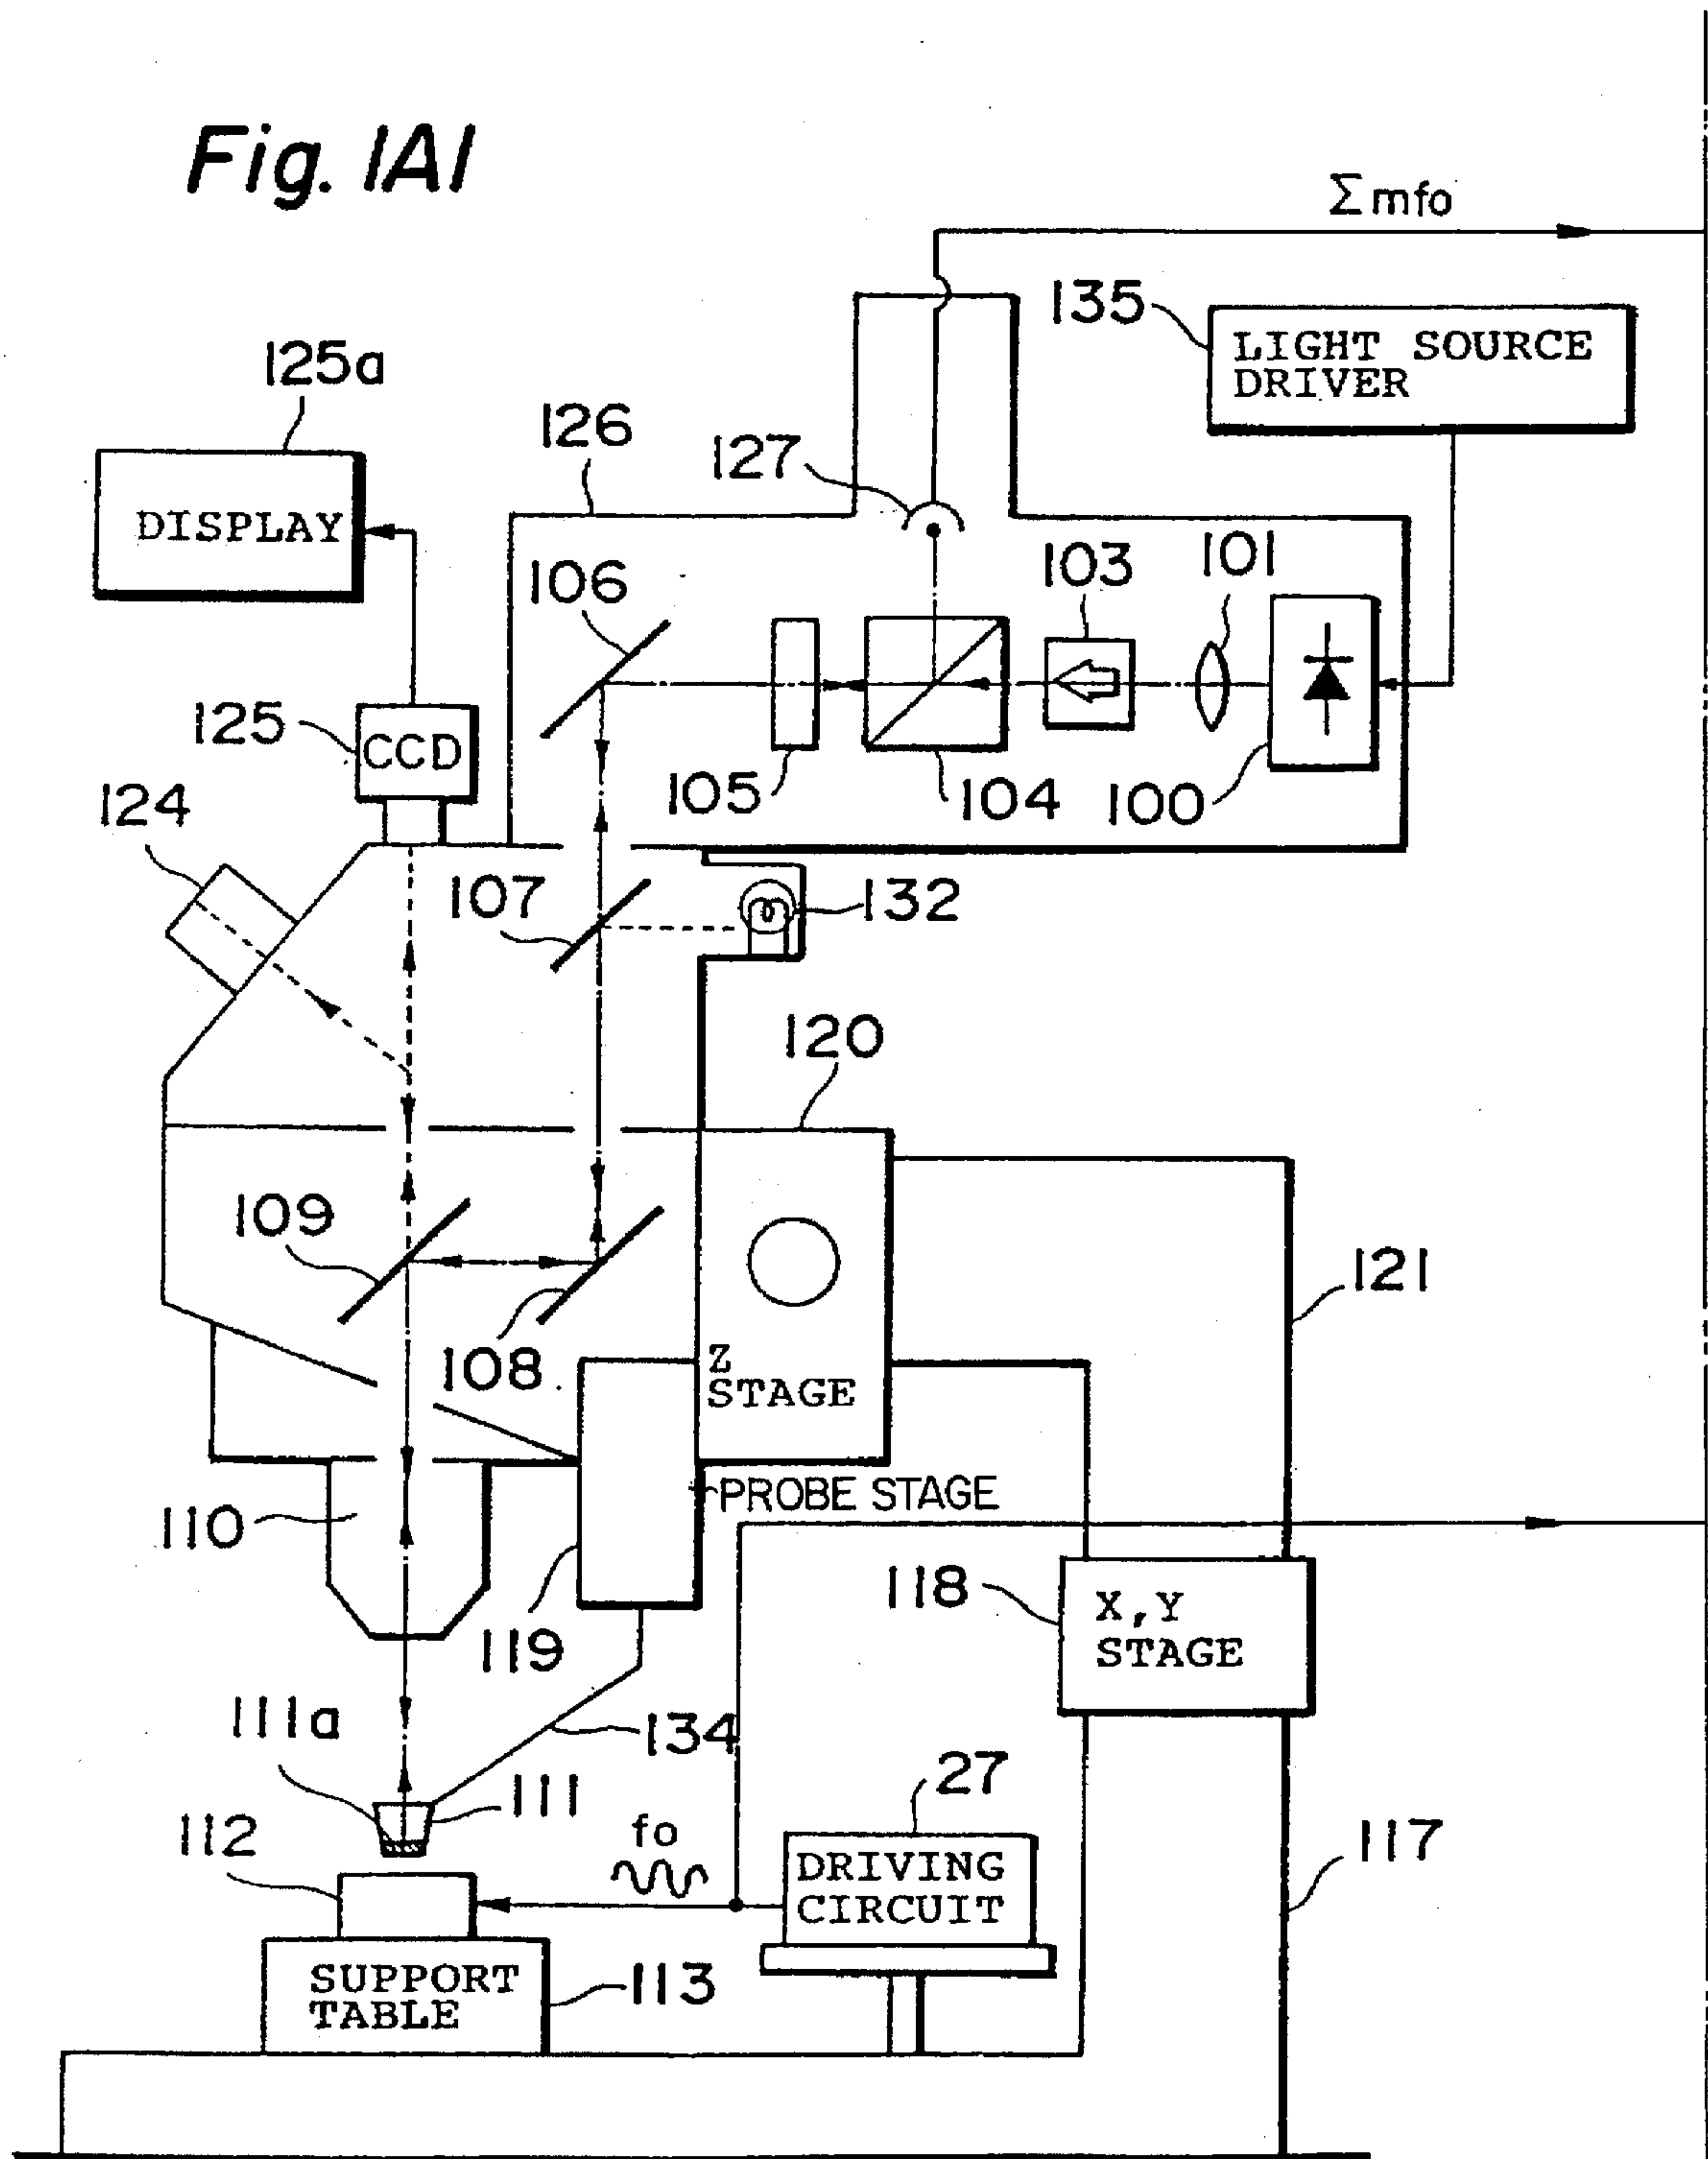 Fig. 1A1
Σmfo
135
LIGHT SOURCE
DRIVER
125a
126
127
DISPLAY
106
103
101
125
CCD
105
104
100
124
107
132
120
109
121
108
Z
STAGE
PROBE STAGE
110
118
X,Y
STAGE
119
111a
134
111
27
112
fo
DRIVING
CIRCUIT
117
SUPPORT
TABLE
113